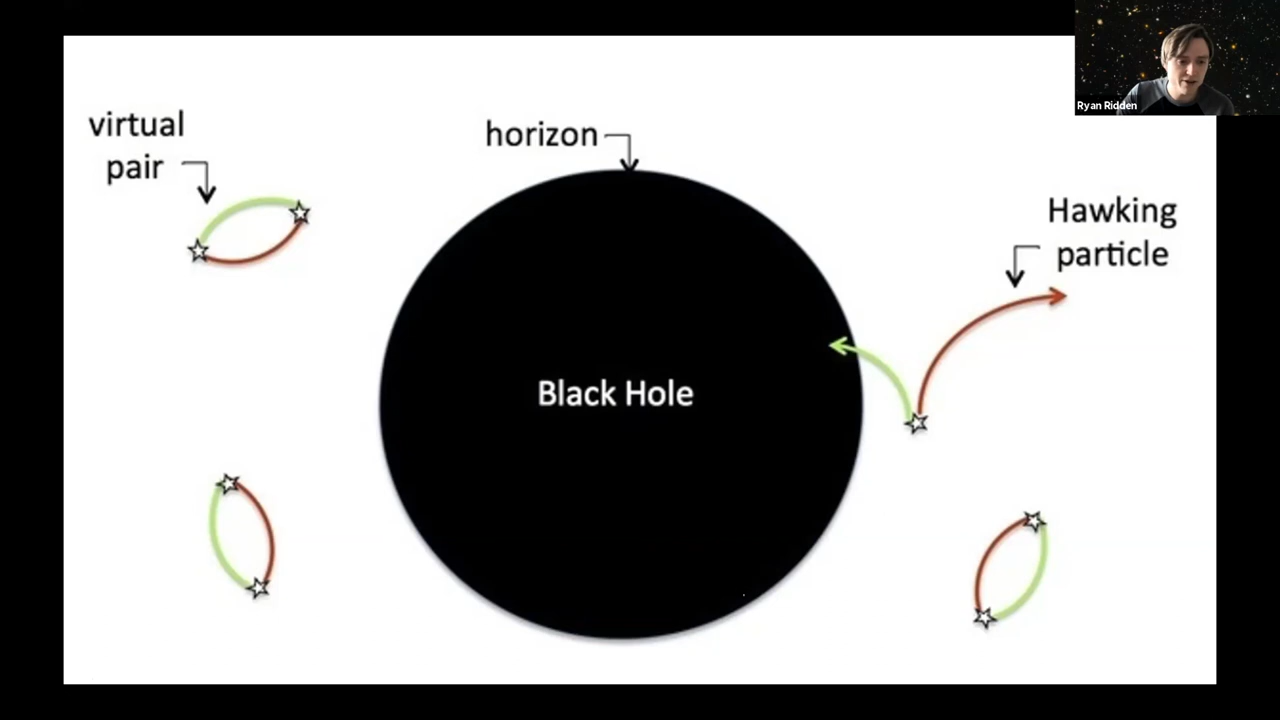 virtual
pair
horizon
Hawking
particle
Black Hole
Ryan Ridden